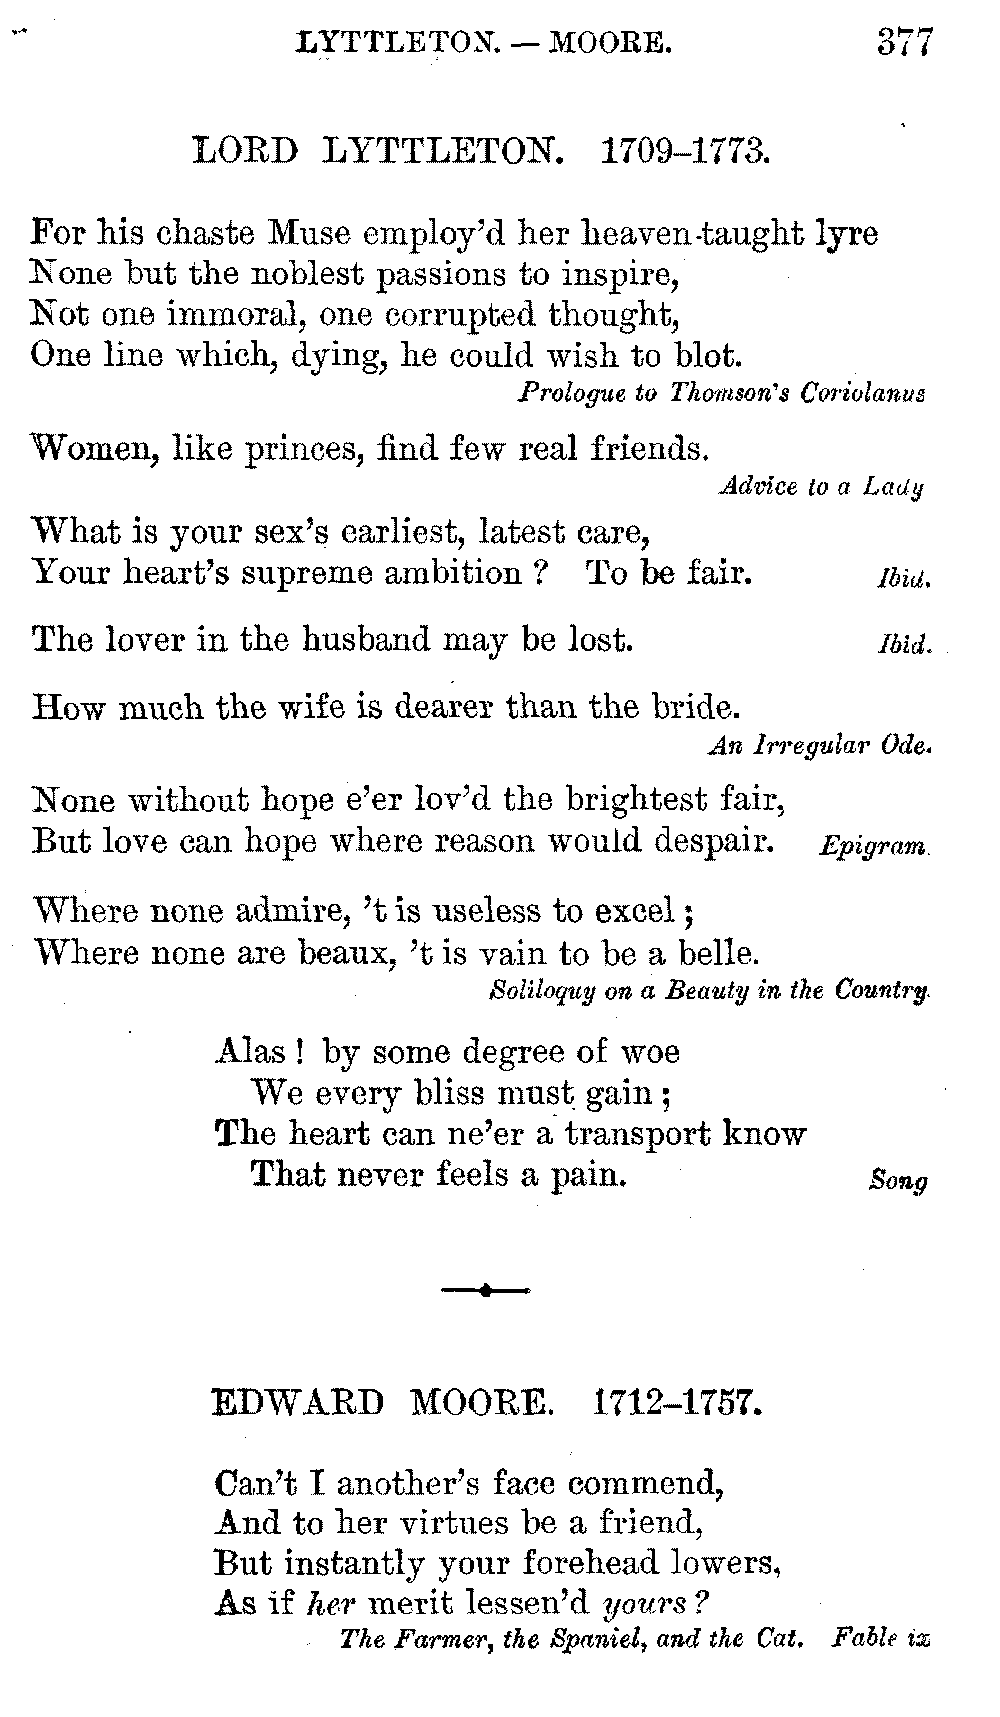 LYTTLETON. — MOORE. 377
LORD LYTTLETON. 1709–1773.
For his chaste Muse employ'd her heaven-taught lyre
None but the noblest passions to inspire,
Not one immoral, one corrupted thought,
One line which, dying, he could wish to blot.
Prologue to Thomson's Coriolanus
Women, like princes, find few real friends.
Advice to a Lady
What is your sex's earliest, latest care,
Your heart's supreme ambition ? To be fair. Ibid.
The lover in the husband may be lost. Ibid.
How much the wife is dearer than the bride.
An Irregular Ode.
None without hope e'er lov'd the brightest fair,
But love can hope where reason would despair. Epigram.
Where none admire, 't is useless to excel ;
Where none are beaux, 't is vain to be a belle.
Soliloquy on a Beauty in the Country.
Alas ! by some degree of woe
We every bliss must gain ;
The heart can ne'er a transport know
That never feels a pain. Song
EDWARD MOORE. 1712–1757.
Can't I another's face commend,
And to her virtues be a friend,
But instantly your forehead lowers,
As if her merit lessen'd yours ?
The Farmer, the Spaniel, and the Cat. Fable ix